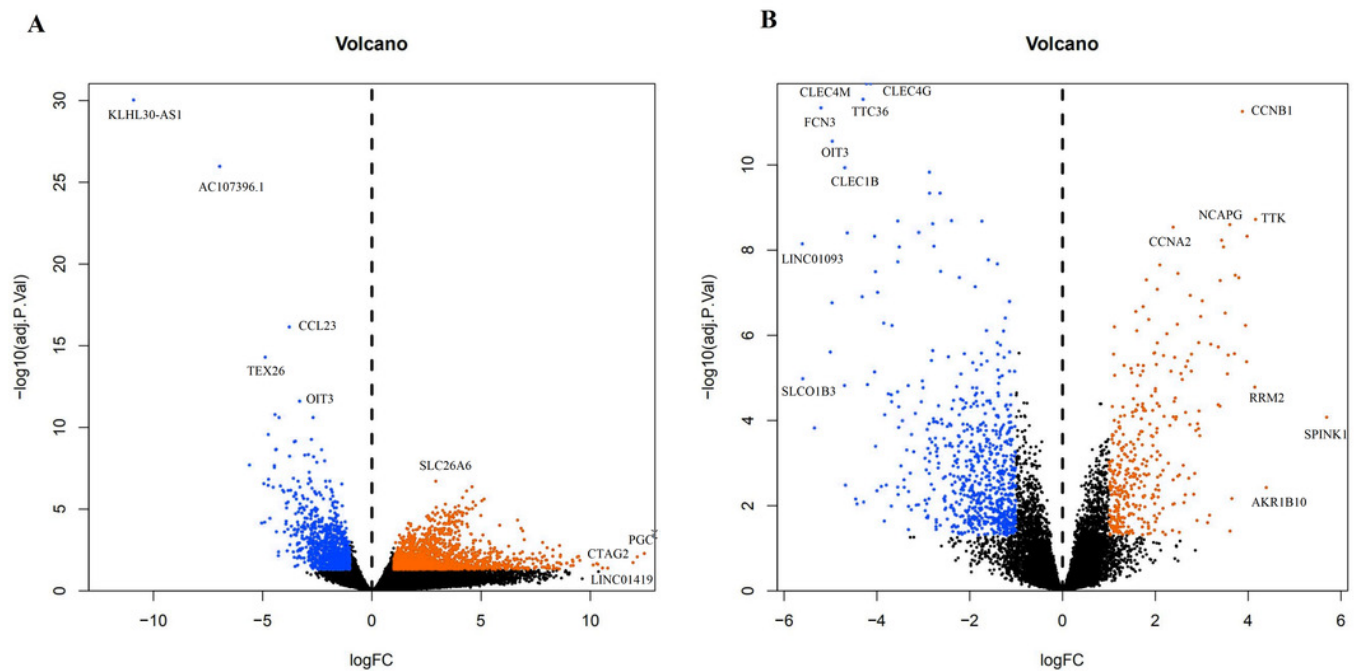 A
Volcano
30
KLHL30-AS1
AC107396.1
25
20
CCL23
15
TEX26
OIT3
10
SLC26A6
5
PGC
CTAG2
LINC01419
0
−10
−5
0
5
10
logFC
−log10(adj.P.Val)
B
Volcano
CLEC4M
CLEC4G
TTC36
CCNB1
FCN3
OIT3
10
CLEC1B
NCAPG
TTK
CCNA2
8
LINC01093
6
SLCO1B3
RRM2
4
SPINK1
AKR1B10
2
0
−6
−4
−2
0
2
4
6
logFC
−log10(adj.P.Val)